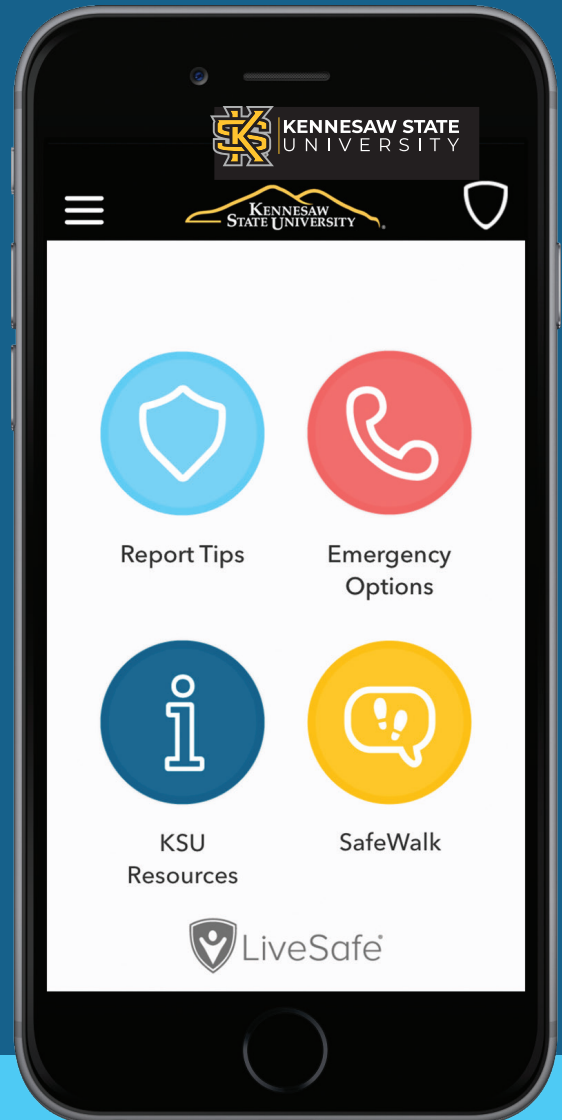 KENNESAW STATE
UNIVERSITY
KENNESAW
STATE UNIVERSITY
Report Tips
Emergency
Options
KSU
Resources
SafeWalk
LiveSafe